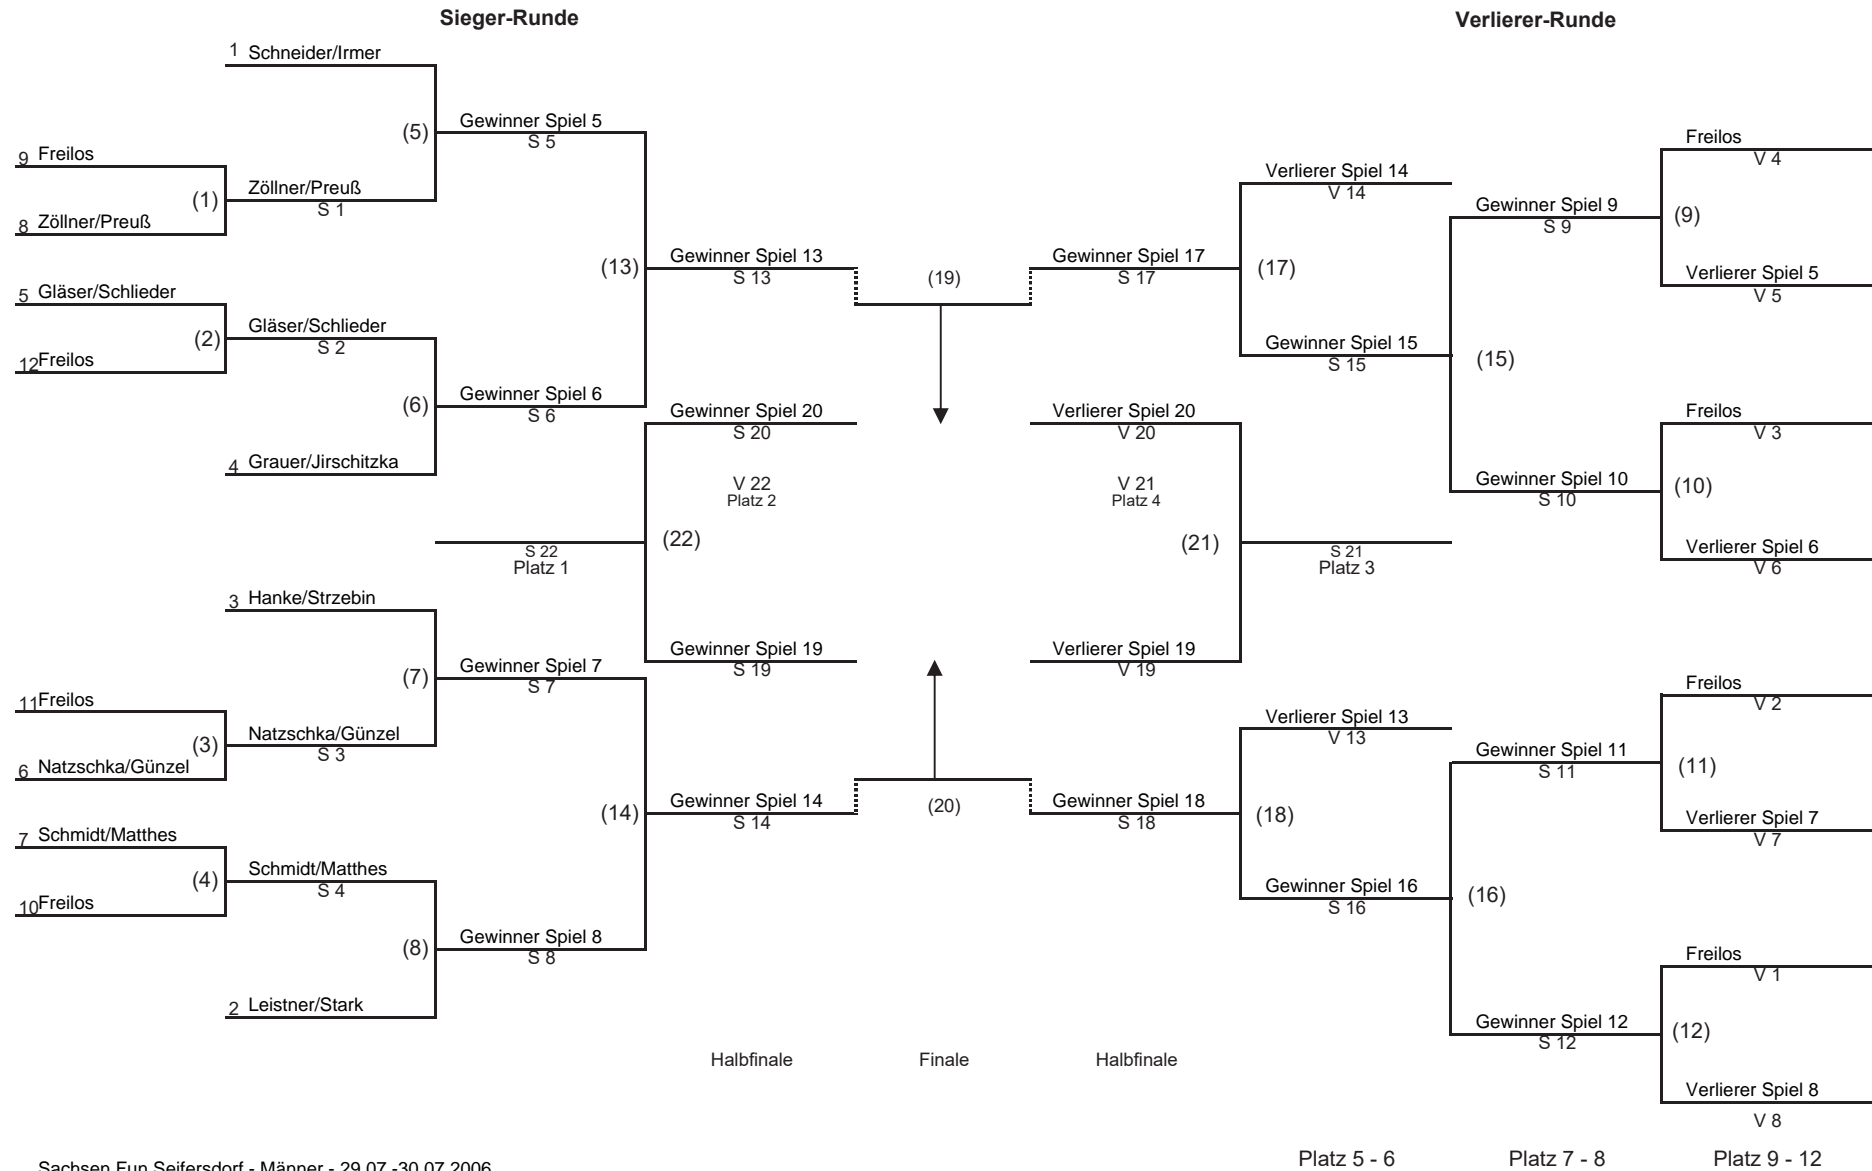 Sieger-Runde
Verlierer-Runde
1 Schneider/Irmer
(5)
Gewinner Spiel 5
S 5
9 Freilos
(1)
Zöllner/Preuß
S 1
8 Zöllner/Preuß
(13)
Gewinner Spiel 13
S 13
5 Gläser/Schlieder
(2)
Gläser/Schlieder
S 2
12 Freilos
(6)
Gewinner Spiel 6
S 6
4 Grauer/Jirschitzka
Gewinner Spiel 20
S 20
V 22
Platz 2
(22)
S 22
Platz 1
3 Hanke/Strzebin
(7)
Gewinner Spiel 7
S 7
Gewinner Spiel 19
S 19
11 Freilos
(3)
Natzschka/Günzel
S 3
6 Natzschka/Günzel
(14)
Gewinner Spiel 14
S 14
7 Schmidt/Matthes
(4)
Schmidt/Matthes
S 4
10 Freilos
(8)
Gewinner Spiel 8
S 8
2 Leistner/Stark
(19)
(20)
Freilos
V 4
Verlierer Spiel 14
V 14
Gewinner Spiel 9
S 9
(9)
Gewinner Spiel 17
S 17
(17)
Verlierer Spiel 5
V 5
Gewinner Spiel 15
S 15
(15)
Verlierer Spiel 20
V 20
Freilos
V 3
V 21
Platz 4
Gewinner Spiel 10
S 10
(10)
(21)
S 21
Platz 3
Verlierer Spiel 6
V 6
Verlierer Spiel 19
V 19
Freilos
V 2
Verlierer Spiel 13
V 13
Gewinner Spiel 11
S 11
(11)
Gewinner Spiel 18
S 18
(18)
Verlierer Spiel 7
V 7
Gewinner Spiel 16
S 16
(16)
Freilos
V 1
Gewinner Spiel 12
S 12
(12)
Verlierer Spiel 8
V 8
Halbfinale
Finale
Halbfinale
Platz 5 - 6
Platz 7 - 8
Platz 9 - 12
Sachsen Fun Seifersdorf - Männer - 29.07.-30.07.2006